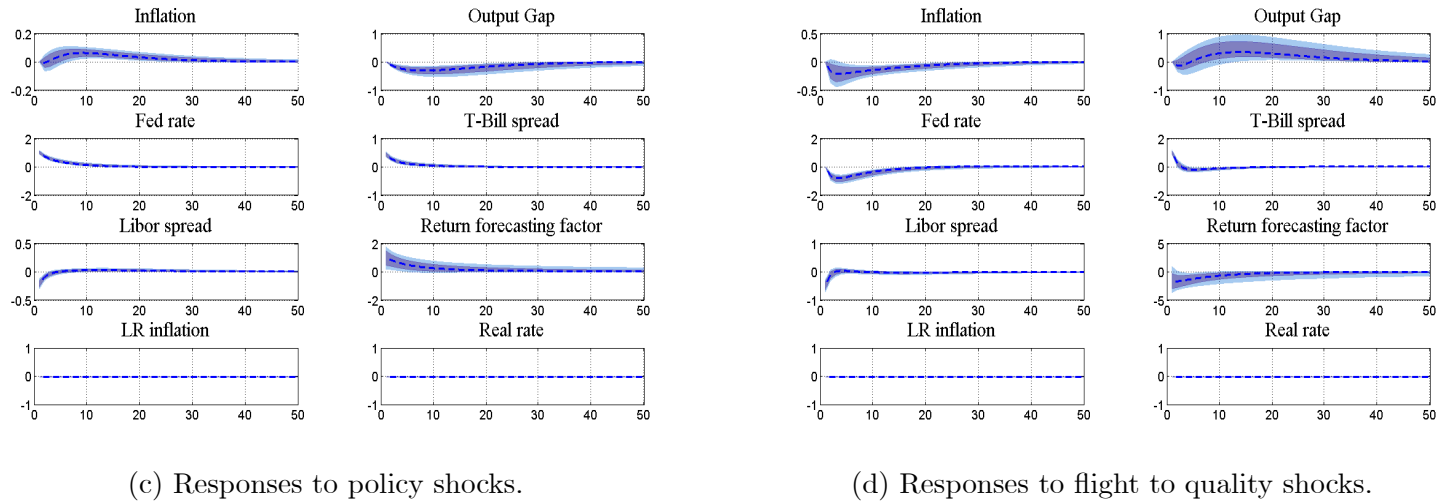 Inflation
0.2
0
-0.2
0 10 20 30 40 50
Output Gap
1
0
-1
0 10 20 30 40 50
Fed rate
2
0
-2
0 10 20 30 40 50
T-Bill spread
1
0
-1
0 10 20 30 40 50
Libor spread
0.5
0
-0.5
0 10 20 30 40 50
Return forecasting factor
2
0
-2
0 10 20 30 40 50
LR inflation
1
0
-1
0 10 20 30 40 50
Real rate
1
0
-1
0 10 20 30 40 50
(c) Responses to policy shocks.
Inflation
0.5
0
-0.5
0 10 20 30 40 50
Output Gap
1
0
-1
0 10 20 30 40 50
Fed rate
2
0
-2
0 10 20 30 40 50
T-Bill spread
2
0
-2
0 10 20 30 40 50
Libor spread
1
0
-1
0 10 20 30 40 50
Return forecasting factor
5
0
-5
0 10 20 30 40 50
LR inflation
1
0
-1
0 10 20 30 40 50
Real rate
1
0
-1
0 10 20 30 40 50
(d) Responses to flight to quality shocks.